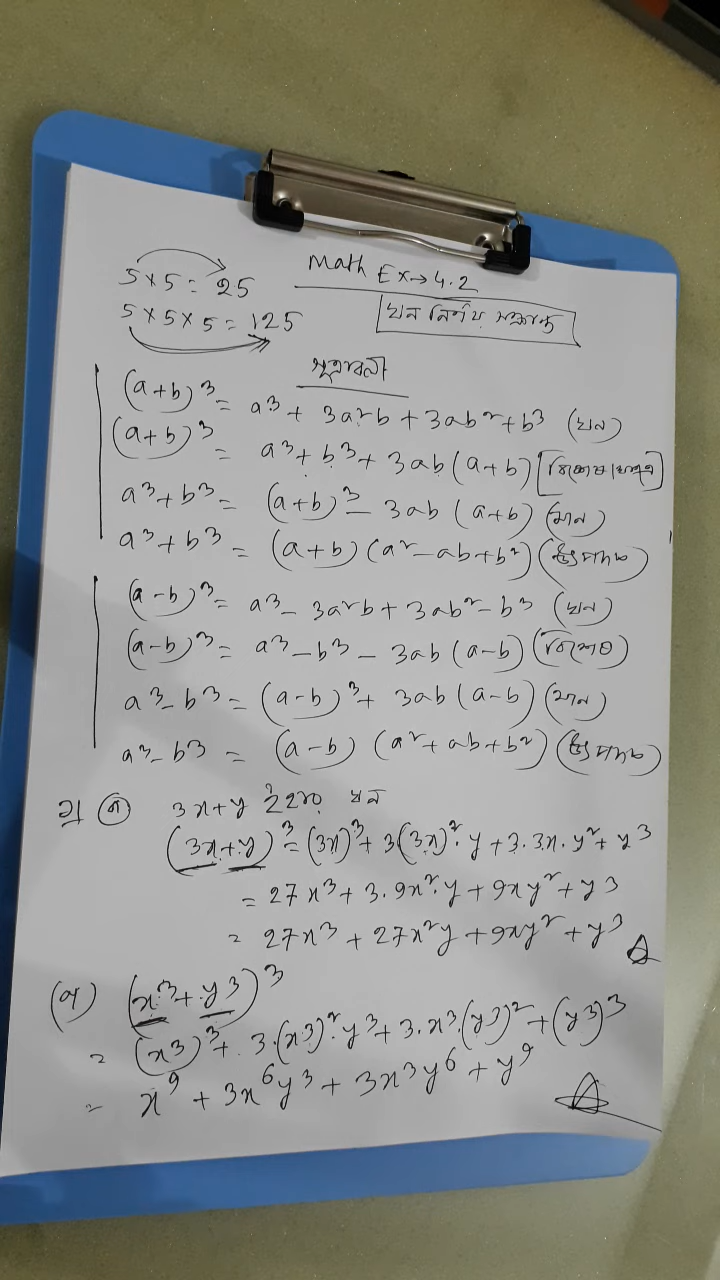 Math Ex→4.2
5×5= 25
5×5×5=125
ঘন নির্ণয় সংক্রান্ত
সূত্রাবলী
(a+b)³= a³+ 3a²b+3ab²+b³ (ঘন)
(a+b)³ = a³+b³+3ab(a+b)
a³+b³= (a+b)³-3ab(a+b) (মান)
a³+b³ = (a+b)(a²-ab+b²) (উৎপাদক)
(a-b)³= a³-3a²b+3ab²-b³ (ঘন)
(a-b)³= a³-b³-3ab(a-b)
a³-b³=(a-b)³+3ab(a-b) (মান)
a³-b³ = (a-b)(a²+ab+b²) (উৎপাদক)
3x+y ঘন
(3x+y)³=(3x)³+3(3x)².y+3.3x.y²+y³
=27x³+3.9x².y+9xy²+y³
= 27x³+27x²y+9xy²+y³
(x³+y³)³
= (x³)³+3.(x³)².y³+3.x³.(y³)²+(y³)³
= x⁹+3x⁶y³+3x³y⁶+y⁹